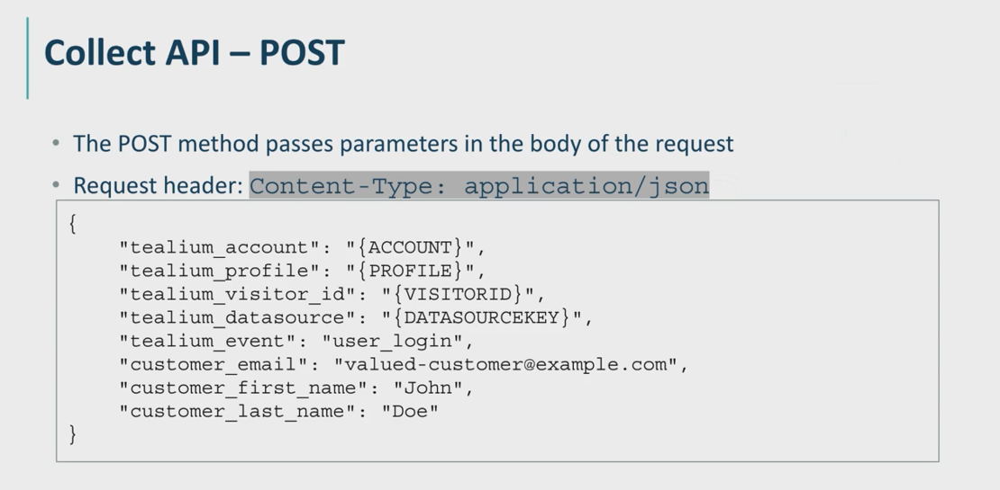 Collect API – POST
• The POST method passes parameters in the body of the request
• Request header: Content-Type: application/json
{
"tealium_account": "{ACCOUNT}",
"tealium_profile": "{PROFILE}",
"tealium_visitor_id": "{VISITORID}",
"tealium_datasource": "{DATASOURCEKEY}",
"tealium_event": "user_login",
"customer_email": "valued-customer@example.com",
"customer_first_name": "John",
"customer_last_name": "Doe"
}